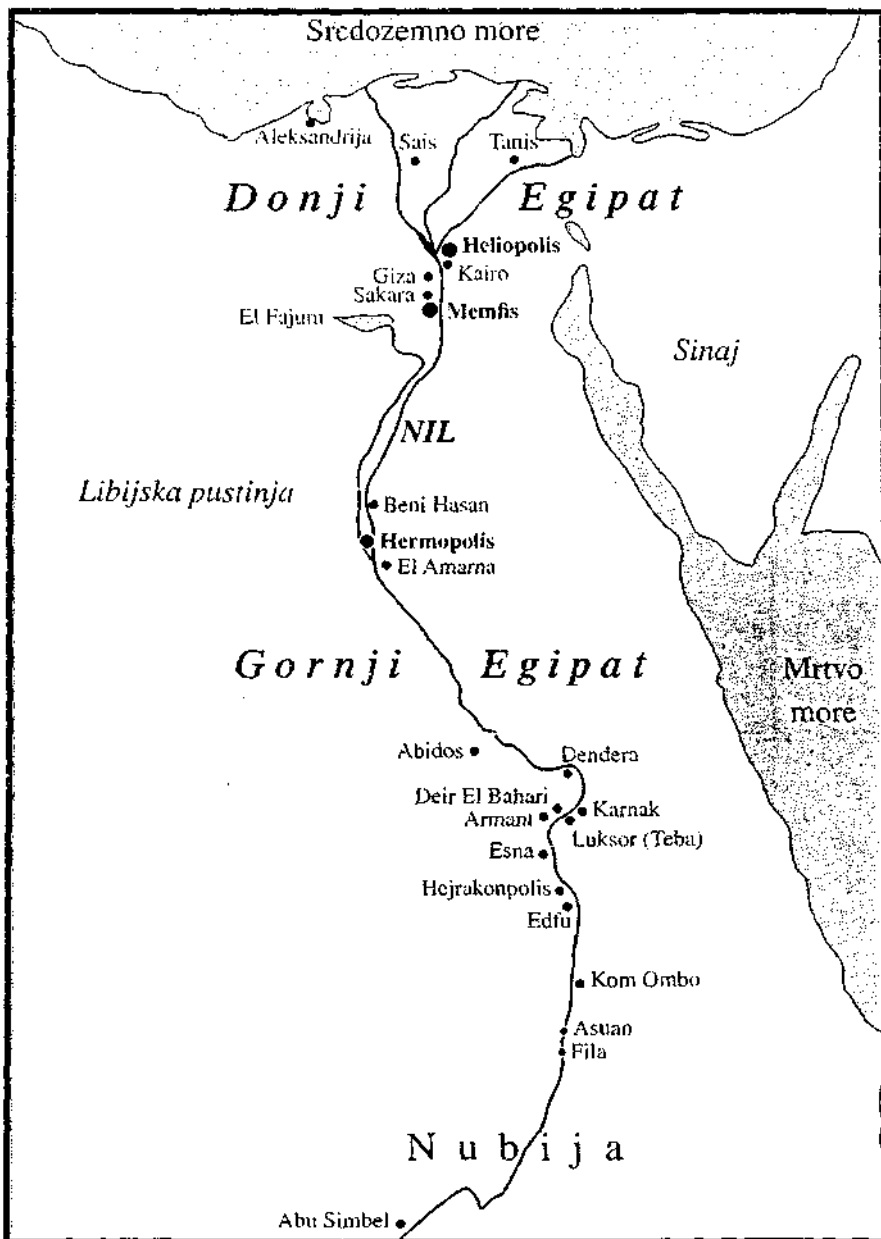 Sredozemno more
Aleksandrija
Sais
Tanis
Donji Egipat
Heliopolis
Kairo
Giza
Sakara
Memfis
El Fajum
Sinaj
NIL
Libijska pustinja
Beni Hasan
Hermopolis
El Amarna
Gornji Egipat
Mrtvo
more
Abidos
Dendera
Deir El Bahari
Karnak
Armant
Luksor (Teba)
Esna
Hejrakonpolis
Edfu
Kom Ombo
Asuan
Fila
Nubija
Abu Simbel